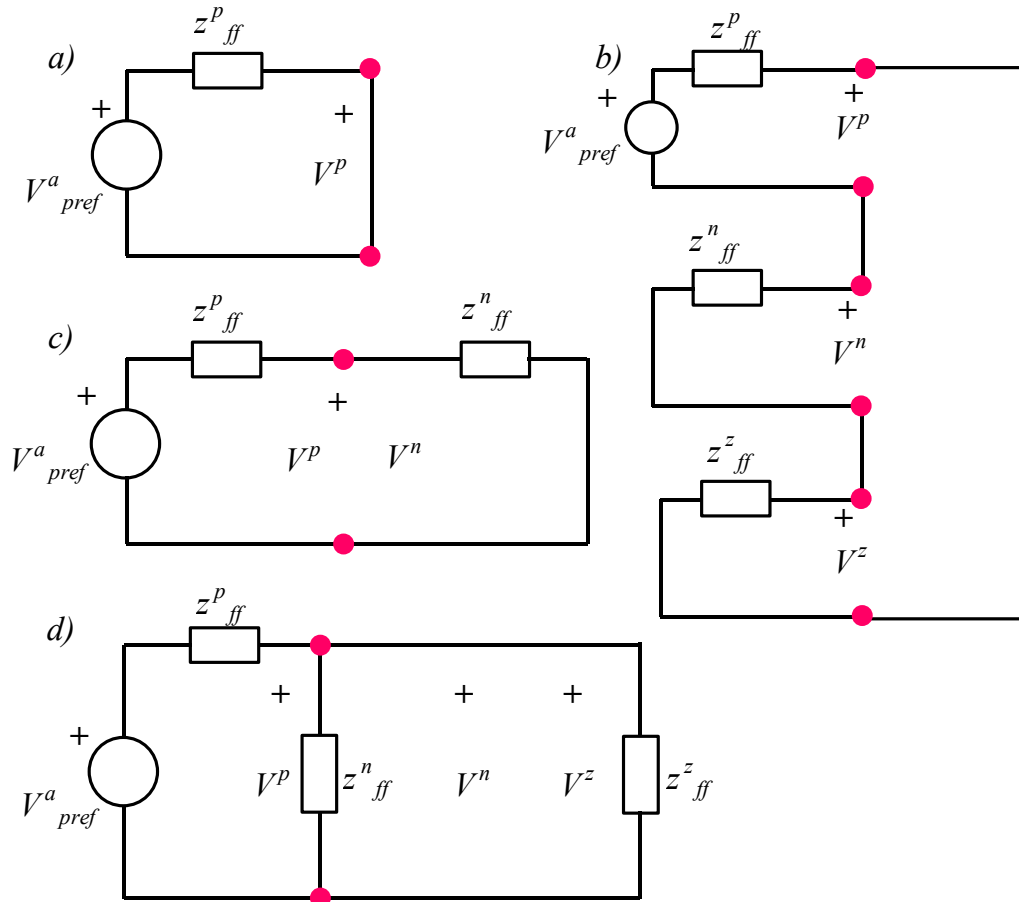 a)
z^p_ff
+
+
V^a_pref
V^p
b)
z^p_ff
+
+
V^a_pref
V^p
z^n_ff
+
V^n
z^z_ff
+
V^z
c)
z^p_ff
z^n_ff
+
+
V^a_pref
V^p V^n
d)
z^p_ff
+ + +
+
V^a_pref
V^p z^n_ff V^n V^z z^z_ff